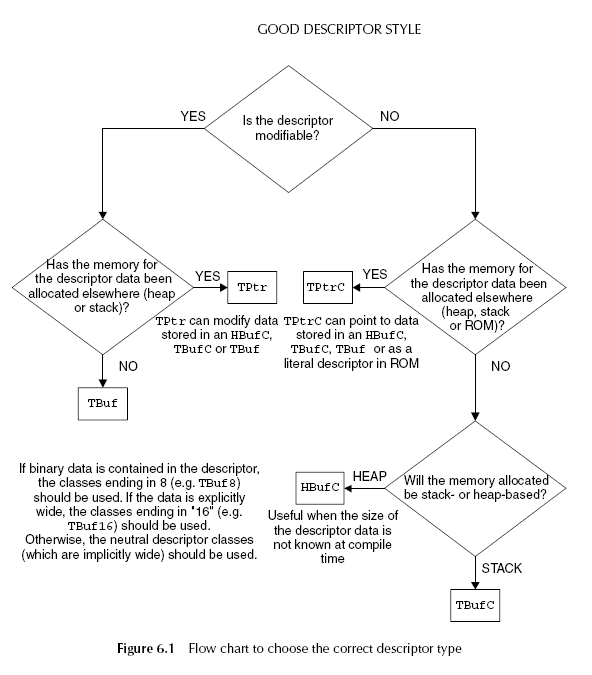 GOOD DESCRIPTOR STYLE
Is the descriptor
modifiable?
YES
NO
Has the memory for
the descriptor data been
allocated elsewhere (heap
or stack)?
YES
TPtr
TPtr can modify data
stored in an HBufC,
TBufC or TBuf
NO
TBuf
Has the memory for
the descriptor data been
allocated elsewhere
(heap, stack
or ROM)?
YES
TPtrC
TPtrC can point to data
stored in an HBufC,
TBufC, TBuf or as a
literal descriptor in ROM
NO
Will the memory allocated
be stack- or heap-based?
HEAP
HBufC
Useful when the size of
the descriptor data is
not known at compile
time
STACK
TBufC
If binary data is contained in the descriptor,
the classes ending in 8 (e.g. TBuf8)
should be used. If the data is explicitly
wide, the classes ending in "16" (e.g.
TBuf16) should be used.
Otherwise, the neutral descriptor classes
(which are implicitly wide) should be used.
Figure 6.1 Flow chart to choose the correct descriptor type